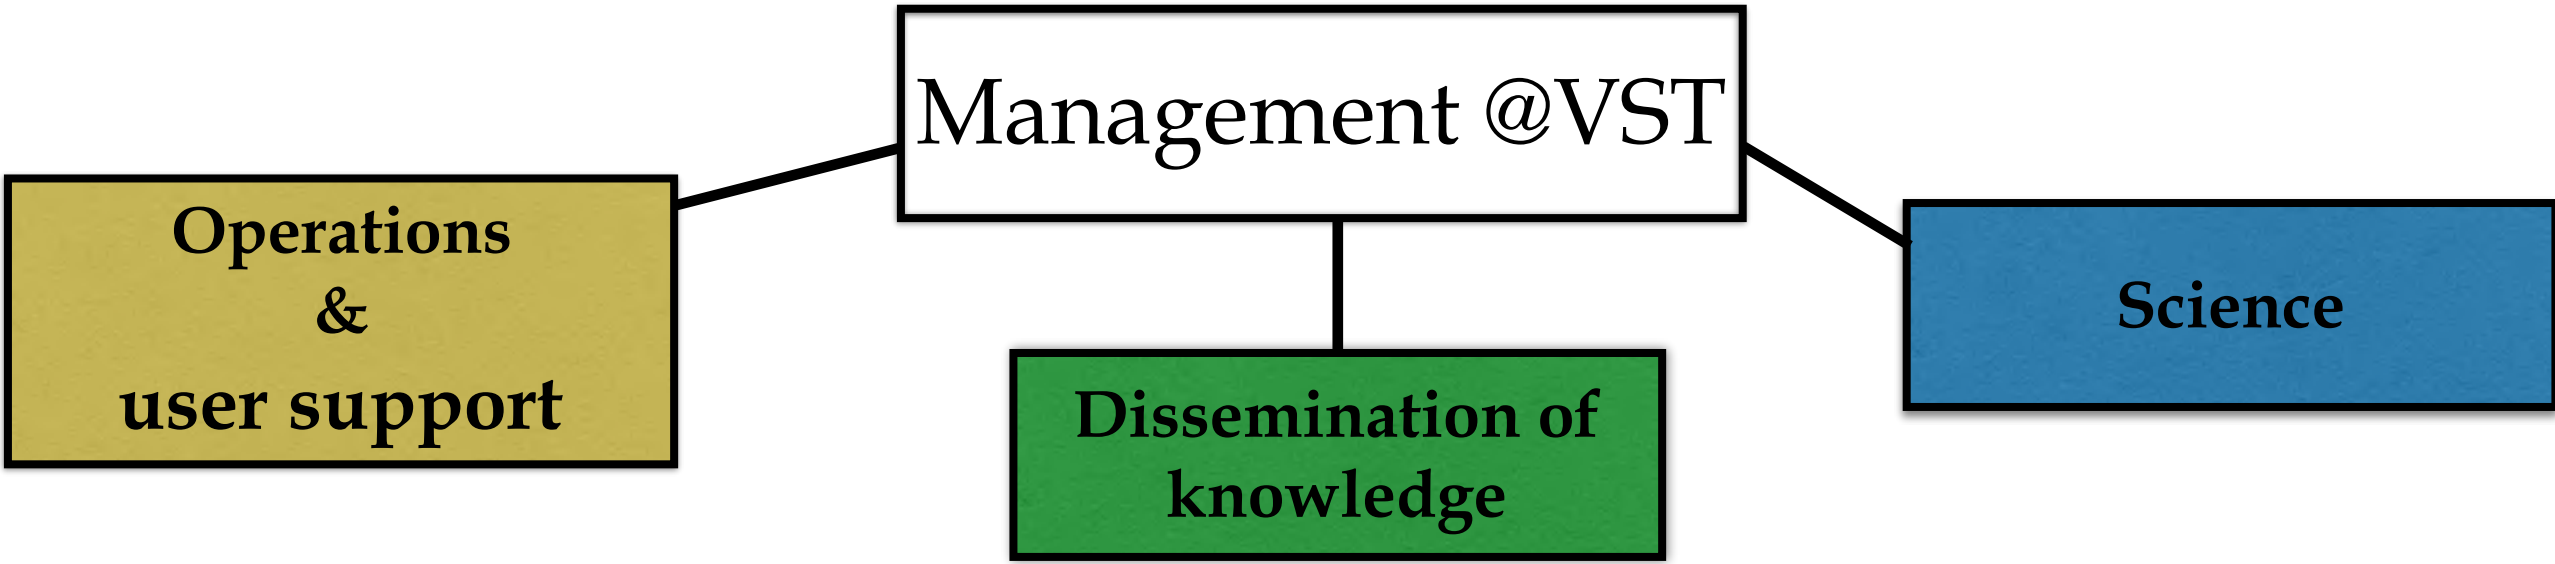 Management @VST
Operations
&
user support
Dissemination of
knowledge
Science